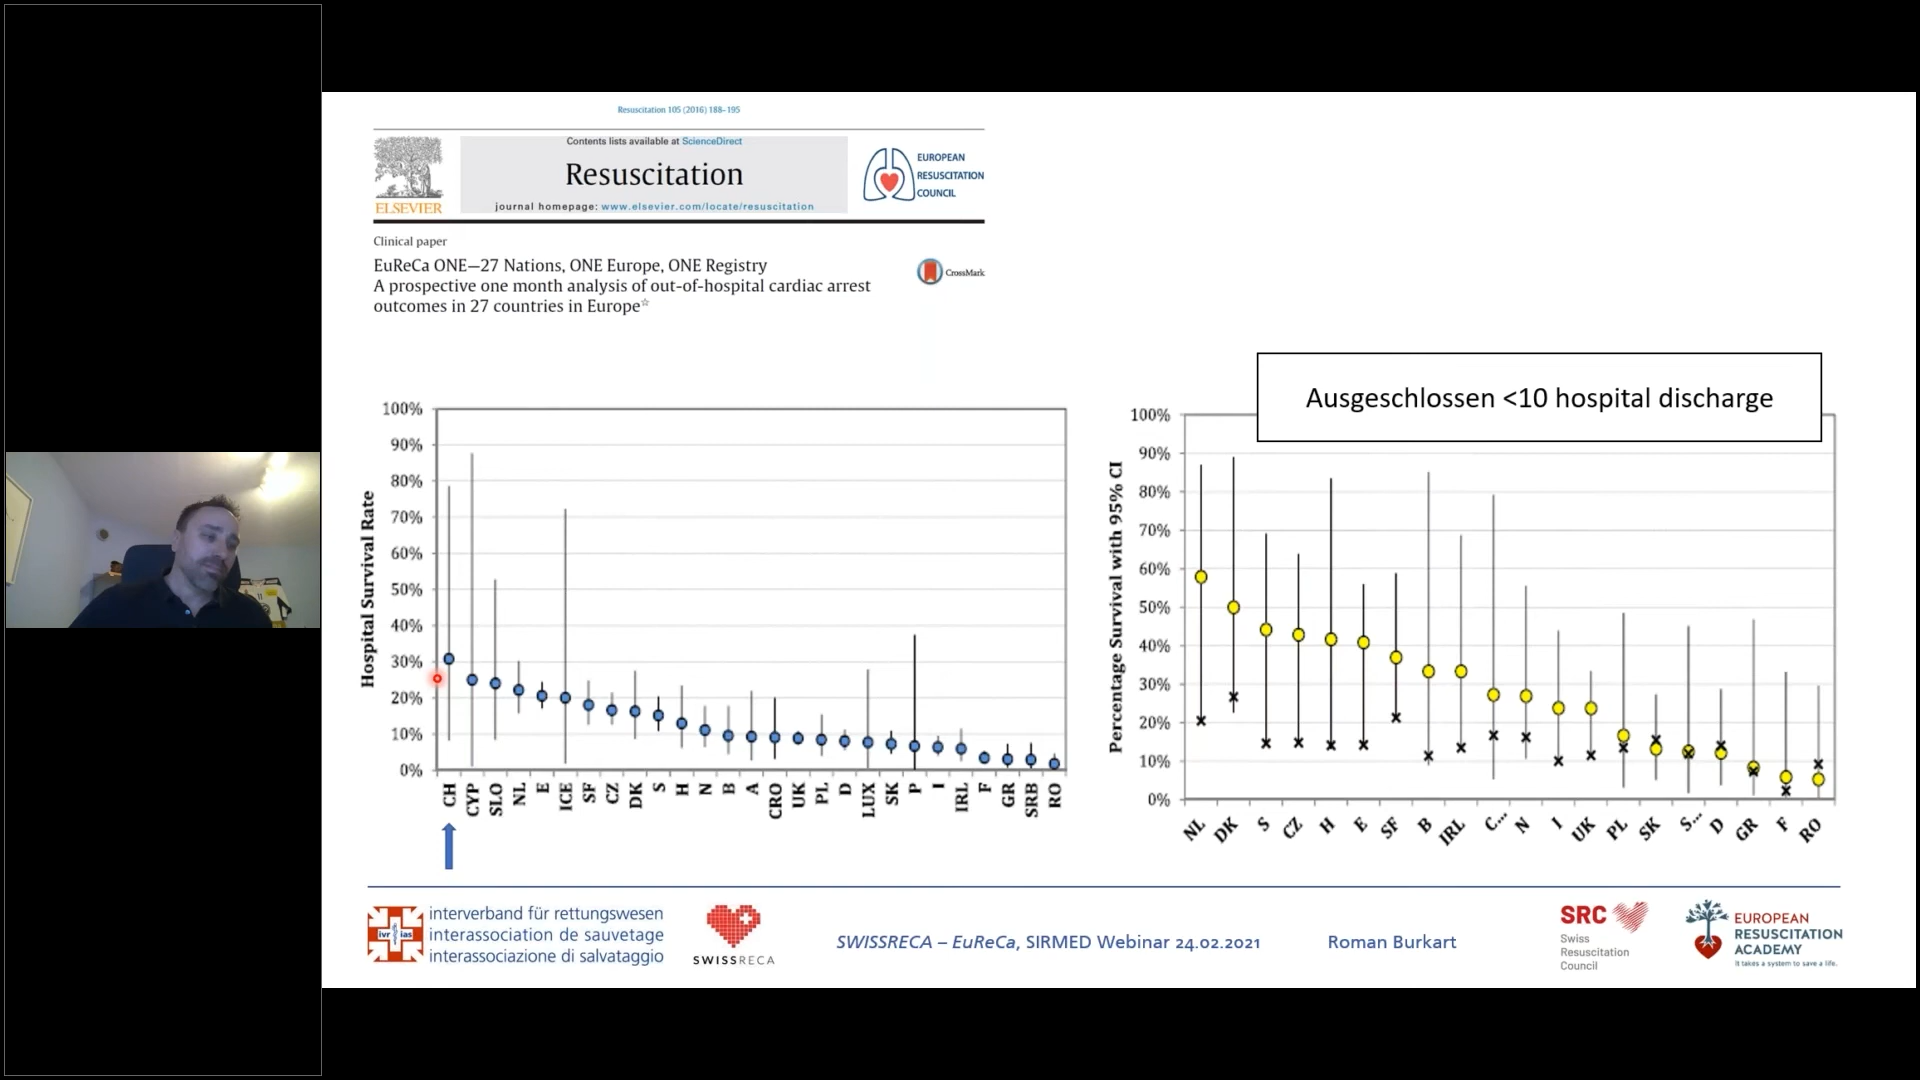 Resuscitation 105 (2016) 188–195
Contents lists available at ScienceDirect
Resuscitation
journal homepage: www.elsevier.com/locate/resuscitation
ELSEVIER
EUROPEAN
RESUSCITATION
COUNCIL
Clinical paper
EuReCa ONE—27 Nations, ONE Europe, ONE Registry
A prospective one month analysis of out-of-hospital cardiac arrest
outcomes in 27 countries in Europe☆
CrossMark
Hospital Survival Rate
100%
90%
80%
70%
60%
50%
40%
30%
20%
10%
0%
CH CYP SLO NL E ICE SF CZ DK S H N B A CRO UK PL D LUX SK P I IRL F GR SRB RO
Ausgeschlossen <10 hospital discharge
Percentage Survival with 95% CI
100%
90%
80%
70%
60%
50%
40%
30%
20%
10%
0%
NL DK S CZ H E SF B IRL C... N I UK PL SK S... D GR F RO
ivr ias
interverband für rettungswesen
interassociation de sauvetage
interassociazione di salvataggio
SWISSRECA
SWISSRECA – EuReCa, SIRMED Webinar 24.02.2021
Roman Burkart
SRC
Swiss
Resuscitation
Council
EUROPEAN
RESUSCITATION
ACADEMY
It takes a system to save a life.